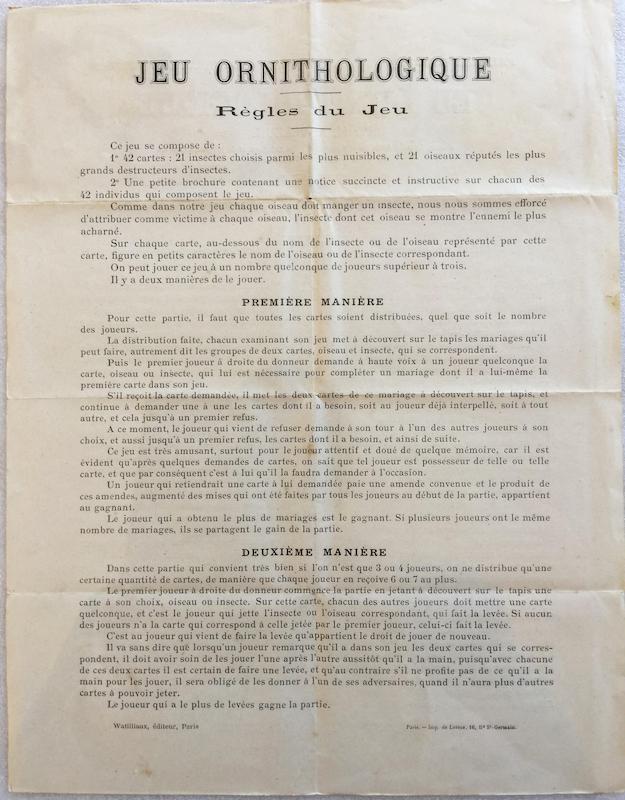 JEU ORNITHOLOGIQUE
Règles du Jeu
Ce jeu se compose de :
1º 42 cartes : 21 insectes choisis parmi les plus nuisibles, et 21 oiseaux réputés les plus
grands destructeurs d'insectes.
2º Une petite brochure contenant une notice succincte et instructive sur chacun des
42 individus qui composent le jeu.
Comme dans notre jeu chaque oiseau doit manger un insecte, nous nous sommes efforcé
d'attribuer comme victime à chaque oiseau, l'insecte dont cet oiseau se montre l'ennemi le plus
acharné.
Sur chaque carte, au-dessous du nom de l'insecte ou de l'oiseau représenté par cette
carte, figure en petits caractères le nom de l'oiseau ou de l'insecte correspondant.
On peut jouer ce jeu à un nombre quelconque de joueurs supérieur à trois.
Il y a deux manières de le jouer.
PREMIÈRE MANIÈRE
Pour cette partie, il faut que toutes les cartes soient distribuées, quel que soit le nombre
des joueurs.
La distribution faite, chacun examinant son jeu met à découvert sur le tapis les mariages qu'il
peut faire, autrement dit les groupes de deux cartes, oiseau et insecte, qui se correspondent.
Puis le premier joueur à droite du donneur demande à haute voix à un joueur quelconque la
carte, oiseau ou insecte, qui lui est nécessaire pour compléter un mariage dont il a lui-même la
première carte dans son jeu.
S'il reçoit la carte demandée, il met les deux cartes de ce mariage à découvert sur le tapis, et
continue à demander une à une les cartes dont il a besoin, soit au joueur déjà interpellé, soit à tout
autre, et cela jusqu'à un premier refus.
A ce moment, le joueur qui vient de refuser demande à son tour à l'un des autres joueurs à son
choix, et aussi jusqu'à un premier refus, les cartes dont il a besoin, et ainsi de suite.
Ce jeu est très amusant, surtout pour le joueur attentif et doué de quelque mémoire, car il est
évident qu'après quelques demandes de cartes, on sait que tel joueur est possesseur de telle ou telle
carte, et que par conséquent c'est à lui qu'il la faudra demander à l'occasion.
Un joueur qui retiendrait une carte à lui demandée paie une amende convenue et le produit de
ces amendes, augmenté des mises qui ont été faites par tous les joueurs au début de la partie, appartient
au gagnant.
Le joueur qui a obtenu le plus de mariages est le gagnant. Si plusieurs joueurs ont le même
nombre de mariages, ils se partagent le gain de la partie.
DEUXIÈME MANIÈRE
Dans cette partie qui convient très bien si l'on n'est que 3 ou 4 joueurs, on ne distribue qu'une
certaine quantité de cartes, de manière que chaque joueur en reçoive 6 ou 7 au plus.
Le premier joueur à droite du donneur commence la partie en jetant à découvert sur le tapis une
carte à son choix, oiseau ou insecte. Sur cette carte, chacun des autres joueurs doit mettre une carte
quelconque, et c'est le joueur qui jette l'insecte ou l'oiseau correspondant, qui fait la levée. Si aucun
des joueurs n'a la carte qui correspond à celle jetée par le premier joueur, celui-ci fait la levée.
C'est au joueur qui vient de faire la levée qu'appartient le droit de jouer de nouveau.
Il va sans dire que lorsqu'un joueur remarque qu'il a dans son jeu les deux cartes qui se corres-
pondent, il doit avoir soin de les jouer l'une après l'autre aussitôt qu'il a la main, puisqu'avec chacune
de ces deux cartes il est certain de faire une levée, et qu'au contraire s'il ne profite pas de ce qu'il a la
main pour les jouer, il sera obligé de les donner à l'un de ses adversaires, quand il n'aura plus d'autres
cartes à pouvoir jeter.
Le joueur qui a le plus de levées gagne la partie.
Watilliaux, éditeur, Paris
Paris. — Imp. de 16, Bd St-Germain.